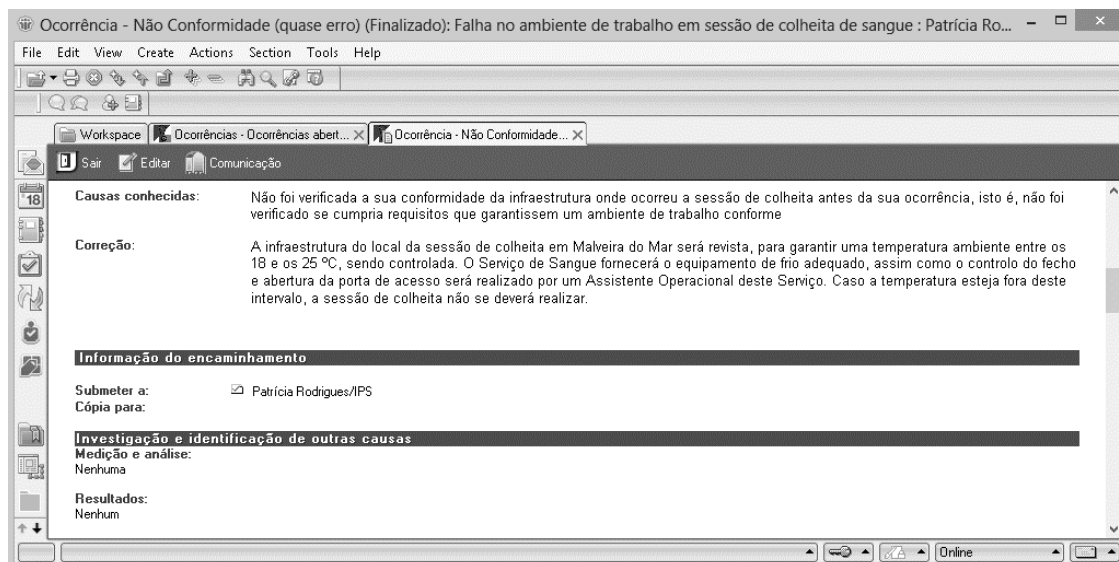 Ocorrência - Não Conformidade (quase erro) (Finalizado): Falha no ambiente de trabalho em sessão de colheita de sangue : Patrícia Ro...
File Edit View Create Actions Section Tools Help
Workspace Ocorrências - Ocorrências abert... Ocorrência - Não Conformidade...
Sair Editar Comunicação
18
Causas conhecidas: Não foi verificada a sua conformidade da infraestrutura onde ocorreu a sessão de colheita antes da sua ocorrência, isto é, não foi
verificado se cumpria requisitos que garantissem um ambiente de trabalho conforme
Correção: A infraestrutura do local da sessão de colheita em Malveira do Mar será revista, para garantir uma temperatura ambiente entre os
18 e os 25 ºC, sendo controlada. O Serviço de Sangue fornecerá o equipamento de frio adequado, assim como o controlo do fecho
e abertura da porta de acesso será realizado por um Assistente Operacional deste Serviço. Caso a temperatura esteja fora deste
intervalo, a sessão de colheita não se deverá realizar.
Informação do encaminhamento
Submeter a: Patrícia Rodrigues/IPS
Cópia para:
Investigação e identificação de outras causas
Medição e análise:
Nenhuma
Resultados:
Nenhum
Online